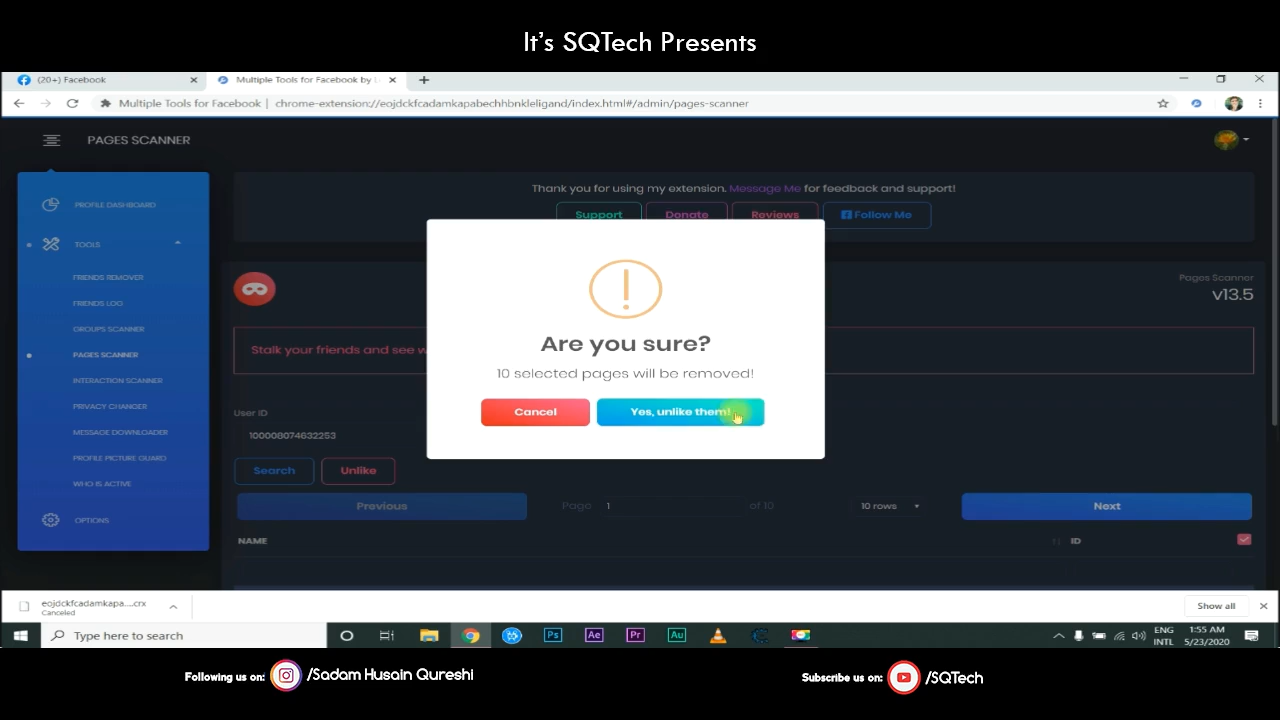 It's SQTech Presents
(20+) Facebook
Multiple Tools for Facebook by L
Multiple Tools for Facebook | chrome-extension://eojdckfcadamkapabechhbnkleligand/index.html#/admin/pages-scanner
PAGES SCANNER
Thank you for using my extension. Message Me for feedback and support!
Support Donate Reviews Follow Me
PROFILE DASHBOARD
TOOLS
FRIENDS REMOVER
FRIENDS LOG
GROUPS SCANNER
PAGES SCANNER
INTERACTION SCANNER
PRIVACY CHANGER
MESSAGE DOWNLOADER
PROFILE PICTURE GUARD
WHO IS ACTIVE
OPTIONS
Pages Scanner
v13.5
Stalk your friends and see w
Are you sure?
10 selected pages will be removed!
Cancel Yes, unlike them!
User ID
100008074632253
Search Unlike
Previous Page 1 of 10 10 rows Next
NAME ID
eojdckfcadamkapa....crx
Canceled
Show all
Type here to search
Ps Ae Pr Au
ENG
INTL
1:55 AM
5/23/2020
Following us on: /Sadam Husain Qureshi
Subscribe us on: /SQTech